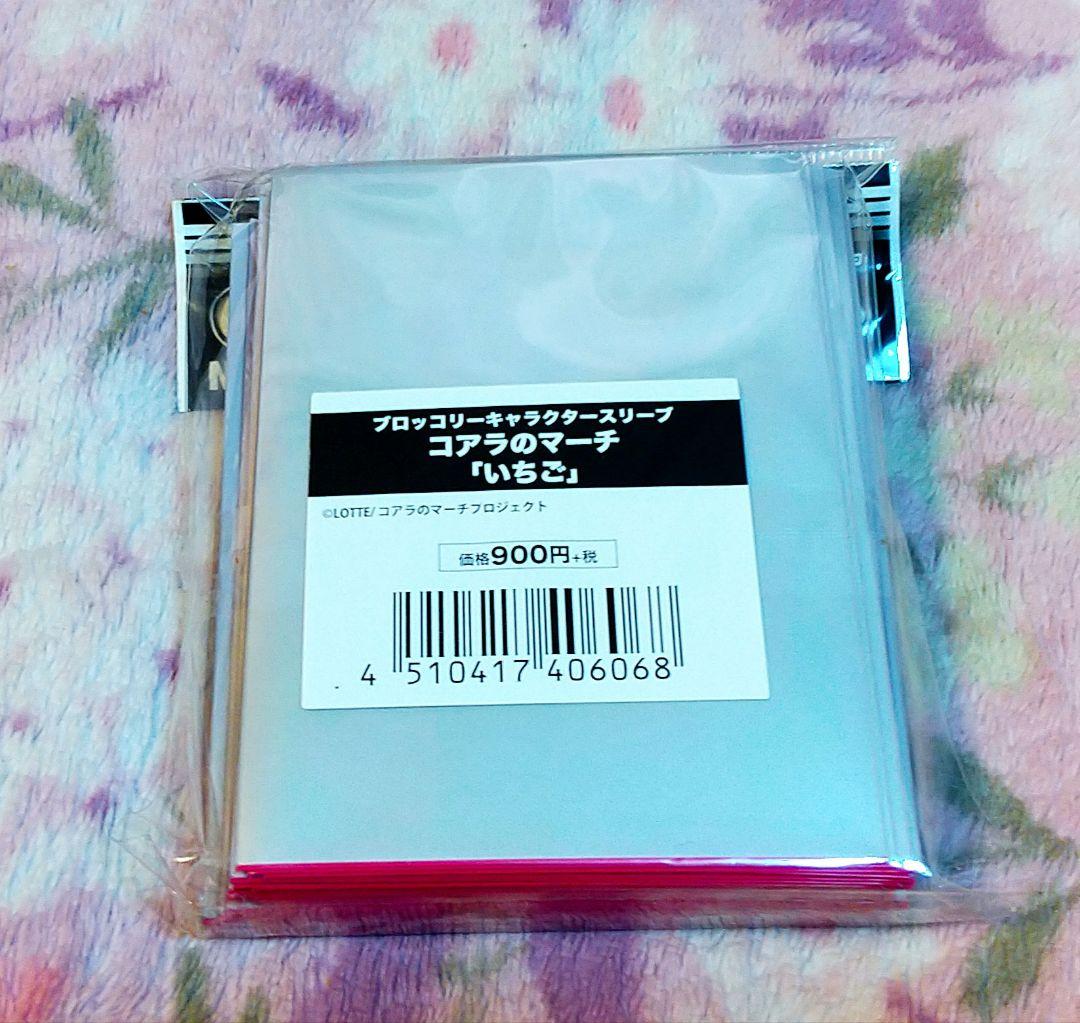 ブロッコリーキャラクタースリーブ
コアラのマーチ
「いちご」
©LOTTE/コアラのマーチプロジェクト
価格900円+税
4 510417 406068